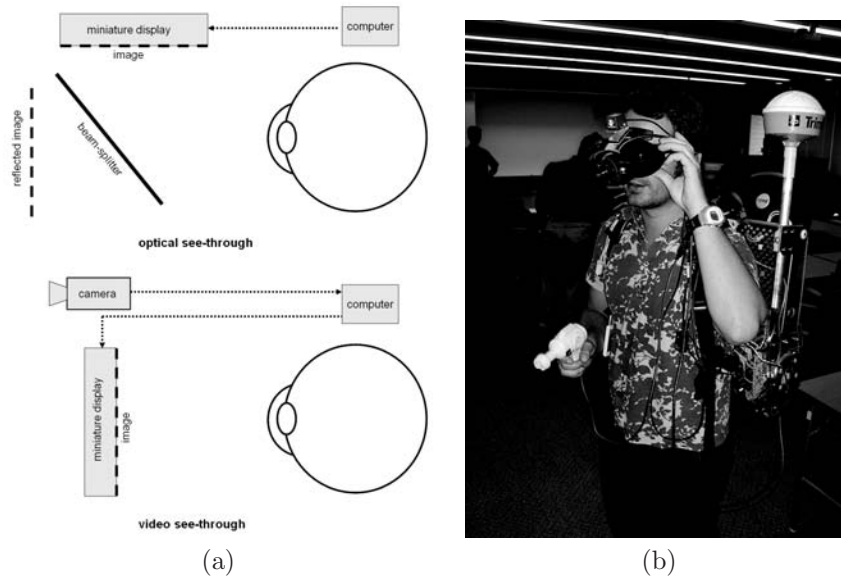 miniature display
computer
image
reflected image
beam-splitter
optical see-through
camera
computer
miniature display
image
video see-through
Trim
(a)
(b)